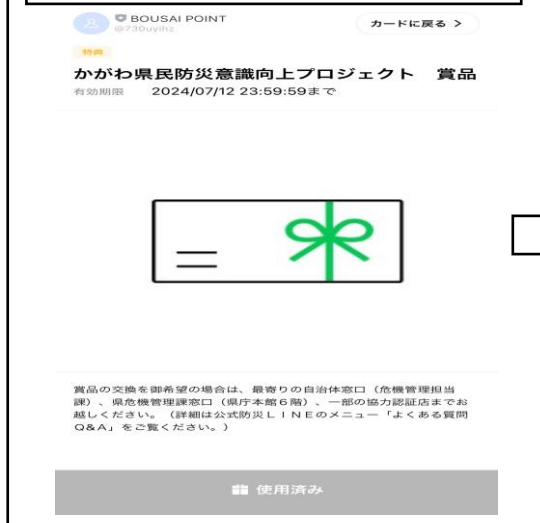 BOUSAI POINT
@730uyihz
カードに戻る >
特典
かがわ県民防災意識向上プロジェクト　賞品
有効期限　2024/07/12 23:59:59まで
賞品の交換を御希望の場合は、最寄りの自治体窓口（危機管理担当
課）、県危機管理課窓口（県庁本館６階）、一部の協力認証店までお
越しください。（詳細は公式防災ＬＩＮＥのメニュー「よくある質問
Q&A」をご覧ください。）
使用済み